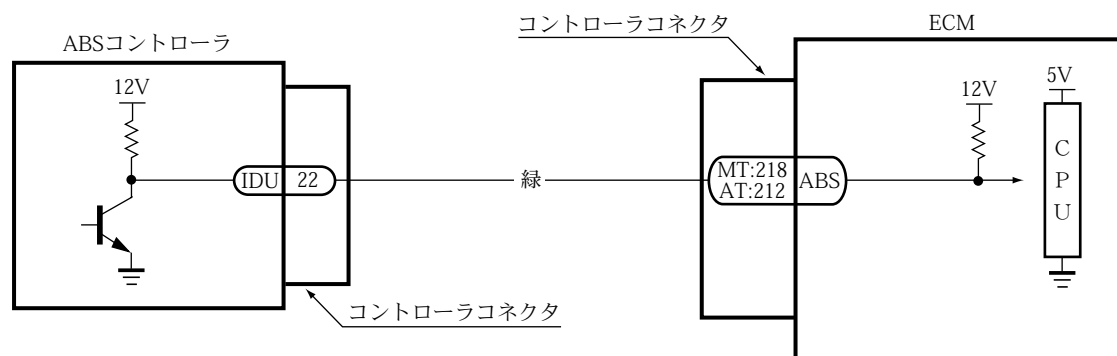 コントローラコネクタ
ECM
ABSコントローラ
12V
12V
5V
IDU 22
緑
MT:218
AT:212
ABS
C
P
U
コントローラコネクタ